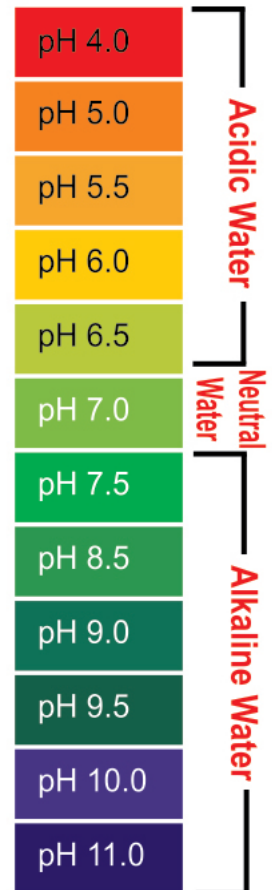 pH 4.0
pH 5.0
pH 5.5
pH 6.0
pH 6.5
pH 7.0
pH 7.5
pH 8.5
pH 9.0
pH 9.5
pH 10.0
pH 11.0
Acidic Water
Neutral
Water
Alkaline Water